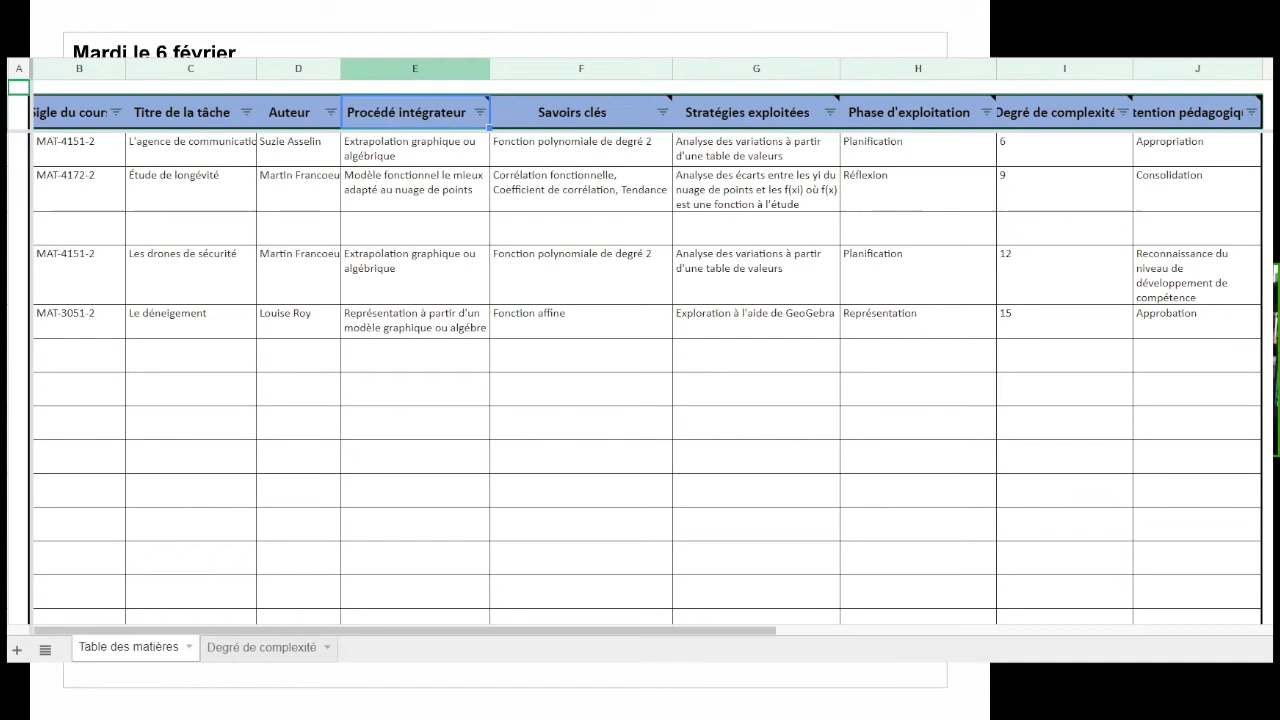 Mardi le 6 février
A B C D E F G H I J
igle du cour: Titre de la tâche Auteur Procédé intégrateur Savoirs clés Stratégies exploitées Phase d'exploitation Degré de complexité tention pédagogiqu
MAT-4151-2 L'agence de communicatic Suzie Asselin Extrapolation graphique ou Fonction polynomiale de degré 2 Analyse des variations à partir Planification 6 Appropriation
algébrique d'une table de valeurs
MAT-4172-2 Étude de longévité Martin Francoeu Modèle fonctionnel le mieux Corrélation fonctionnelle, Analyse des écarts entre les yi du Réflexion 9 Consolidation
adapté au nuage de points Coefficient de corrélation, Tendance nuage de points et les f(xi) où f(x)
est une fonction à l'étude
MAT-4151-2 Les drones de sécurité Martin Francoeu Extrapolation graphique ou Fonction polynomiale de degré 2 Analyse des variations à partir Planification 12 Reconnaissance du
algébrique d'une table de valeurs niveau de
développement de
compétence
MAT-3051-2 Le déneigement Louise Roy Représentation à partir d'un Fonction affine Exploration à l'aide de GeoGebra Représentation 15 Approbation
modèle graphique ou algébre
Table des matières Degré de complexité